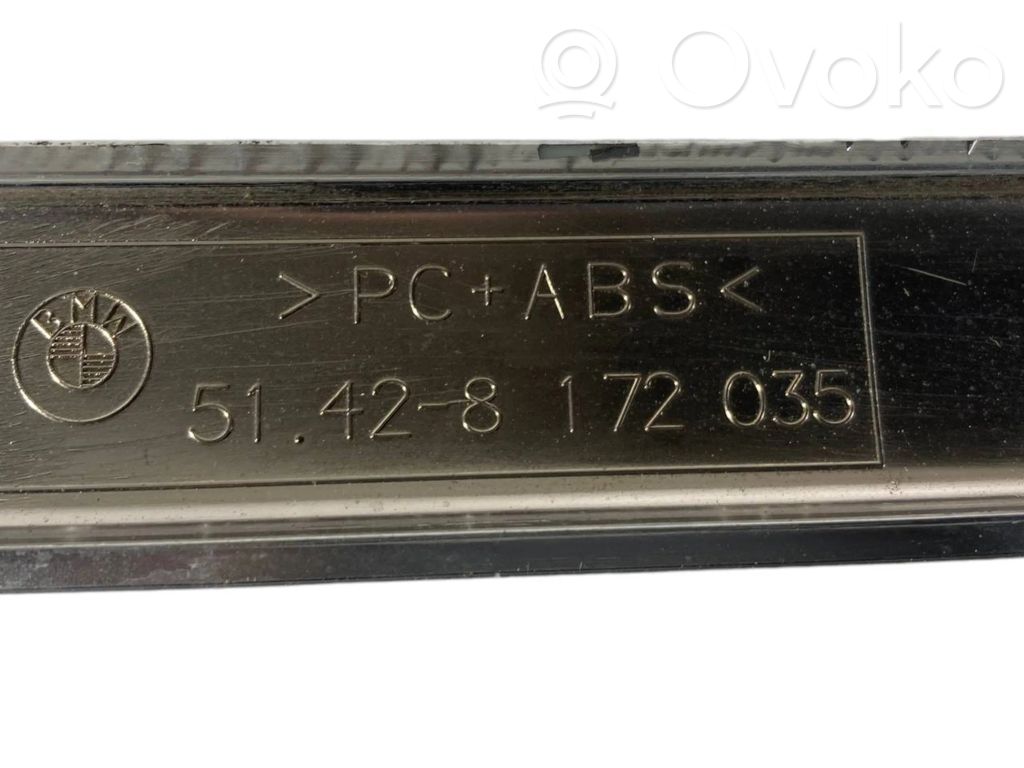 Ovoko
>PC+ABS<
BMW
51.42-8 172 035